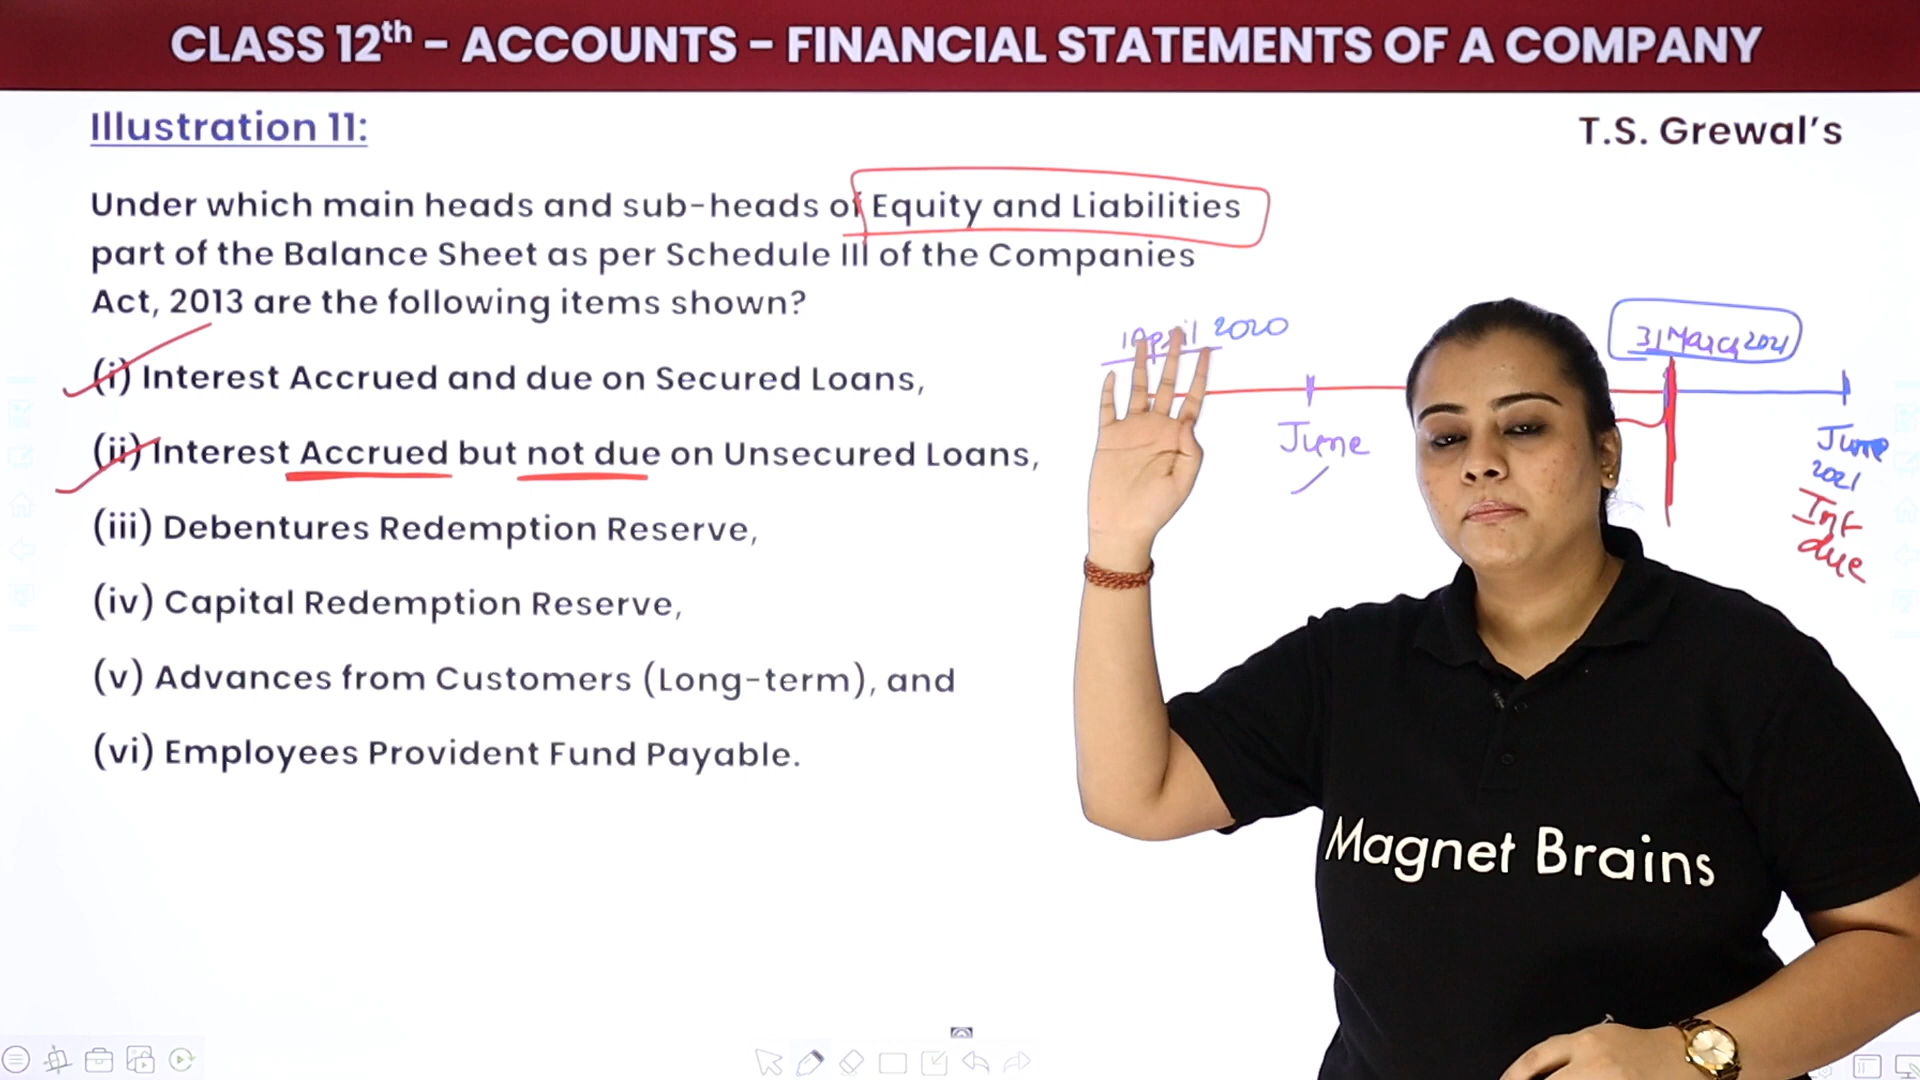 CLASS 12th - ACCOUNTS - FINANCIAL STATEMENTS OF A COMPANY
Illustration 11:
T.S. Grewal's
Under which main heads and sub-heads of Equity and Liabilities
part of the Balance Sheet as per Schedule III of the Companies
Act, 2013 are the following items shown?
(i) Interest Accrued and due on Secured Loans,
(ii) Interest Accrued but not due on Unsecured Loans,
(iii) Debentures Redemption Reserve,
(iv) Capital Redemption Reserve,
(v) Advances from Customers (Long-term), and
(vi) Employees Provident Fund Payable.
1 April 2020
31 March 2021
June
June
2021
Int
due
Magnet Brains